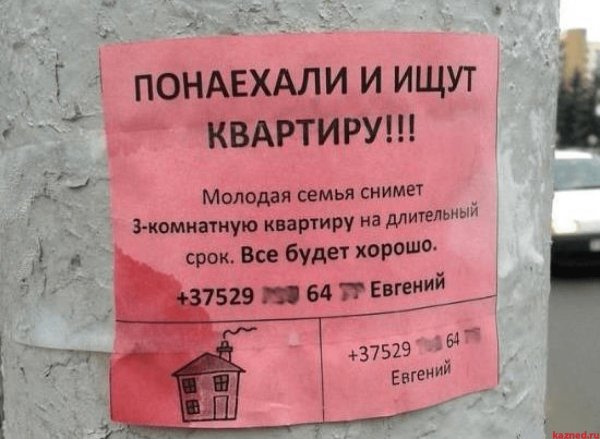 ПОНАЕХАЛИ И ИЩУТ
КВАРТИРУ!!!
Молодая семья снимет
3-комнатную квартиру на длительный
срок. Все будет хорошо.
+37529 64 Евгений
+37529 64
Евгений
kazned.ru